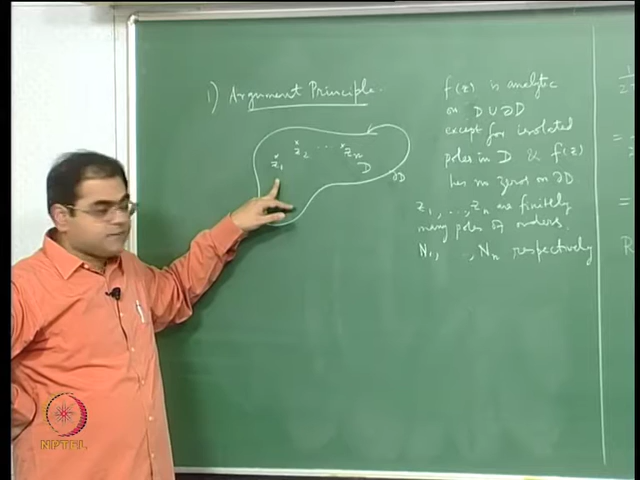 1) Argument Principle.
z₁ z₂ ... zₙ
D
∂D
f(z) is analytic
on D ∪ ∂D
except for isolated
poles in D & f(z)
has no zeros on ∂D
z₁, ..., zₙ are finitely
many poles of orders
N₁, , Nₙ respectively
1
=
=
R
NPTEL